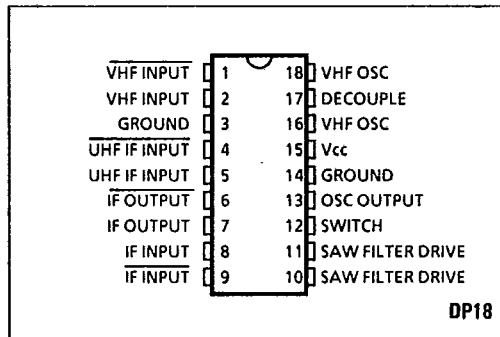 VHF INPUT 1 18 VHF OSC
VHF INPUT 2 17 DECOUPLE
GROUND 3 16 VHF OSC
UHF IF INPUT 4 15 Vcc
UHF IF INPUT 5 14 GROUND
IF OUTPUT 6 13 OSC OUTPUT
IF OUTPUT 7 12 SWITCH
IF INPUT 8 11 SAW FILTER DRIVE
IF INPUT 9 10 SAW FILTER DRIVE
DP18